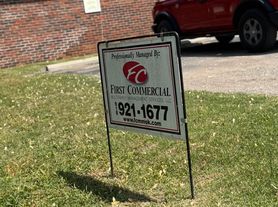 Professionally Managed By:
FC
FIRST COMMERCIAL
921-1677
www.fcmmok.com